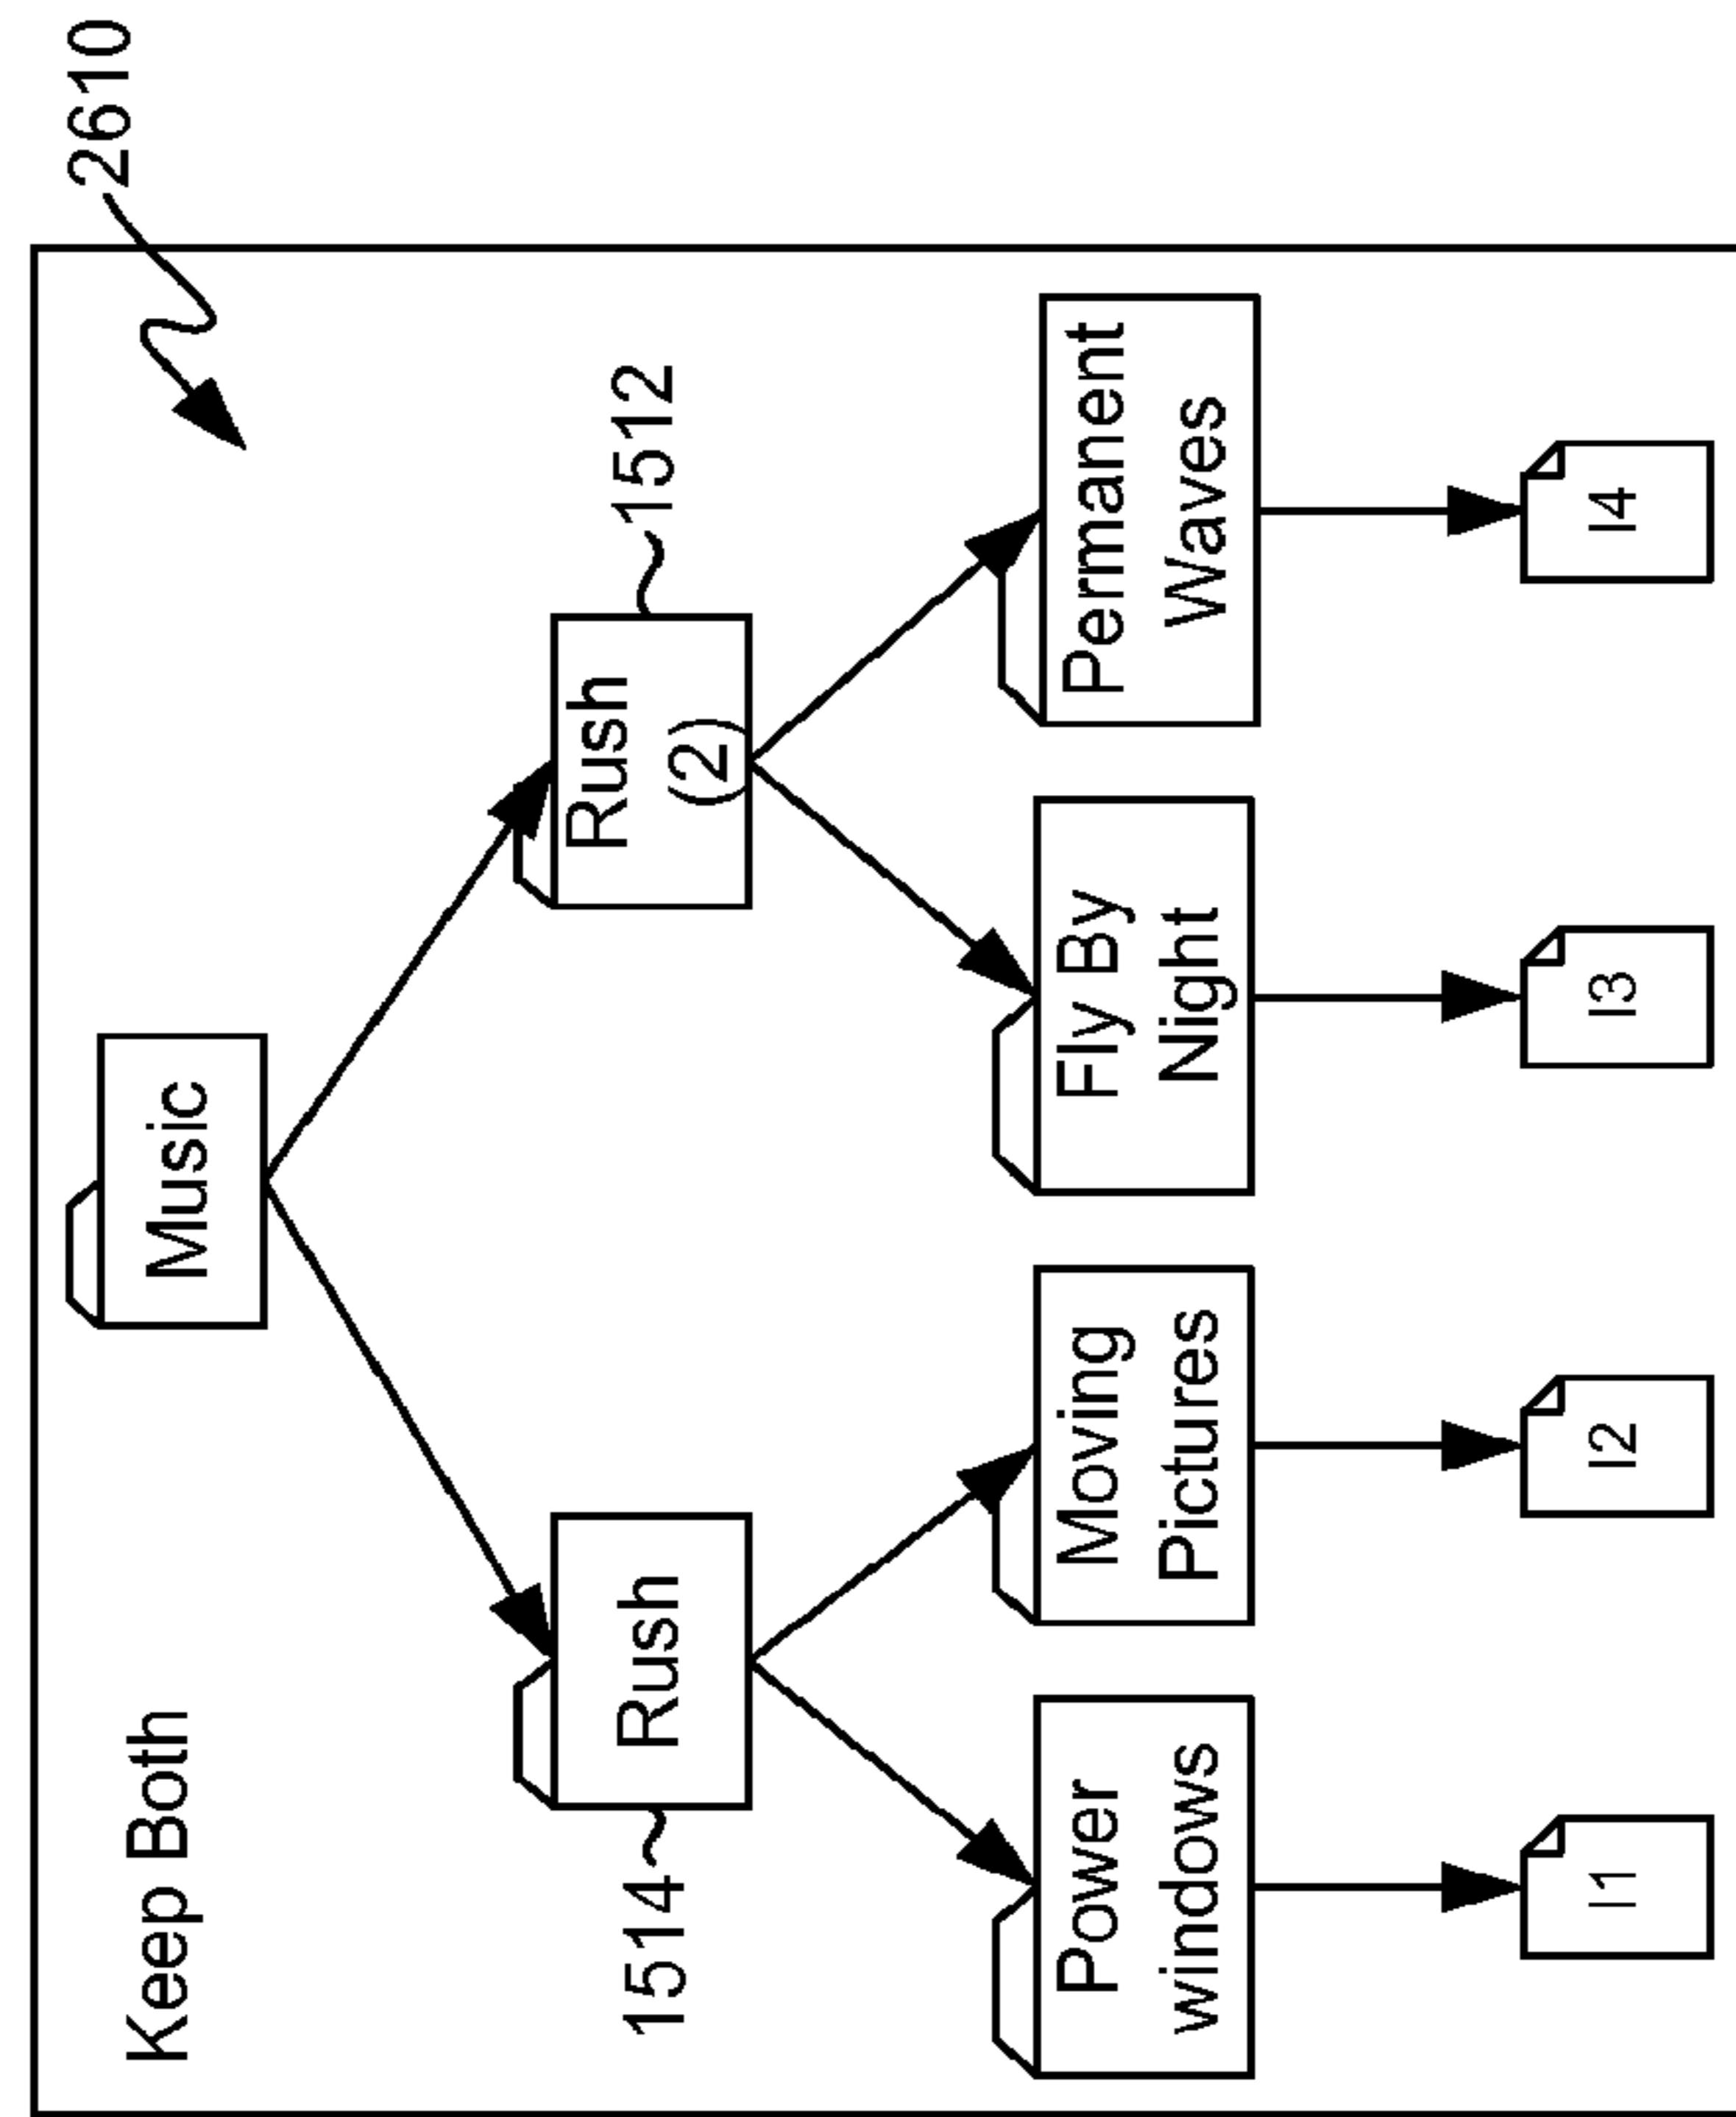 2610
Keep Both
Music
1514
Rush
Rush
(2)
1512
Power
windows
Moving
Pictures
Fly By
Night
Permanent
Waves
I1
I2
I3
I4